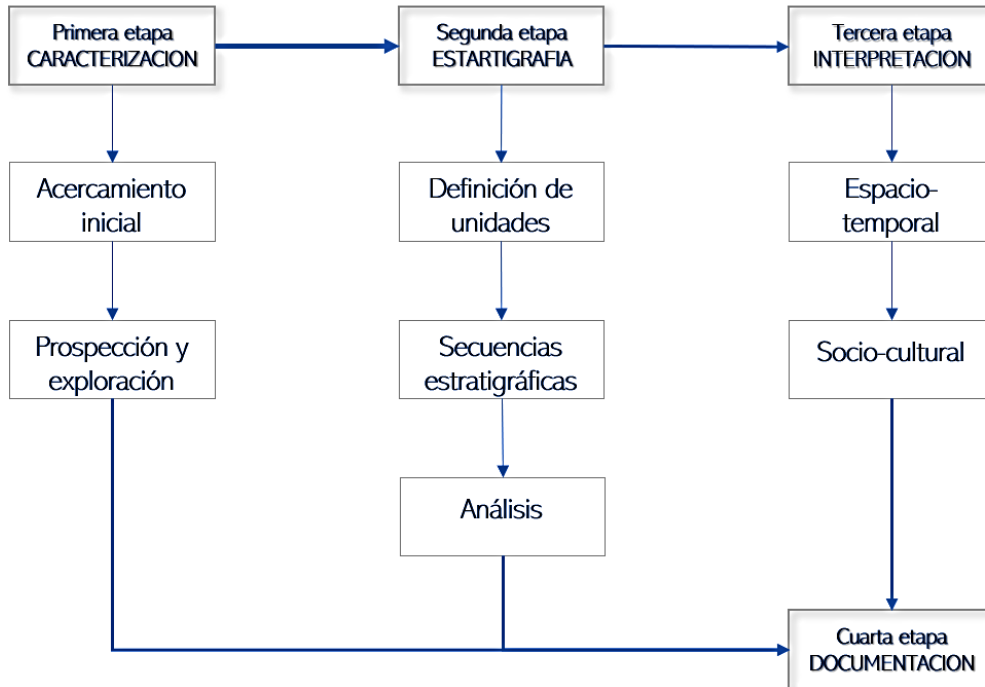 Primera etapa
CARACTERIZACION
Segunda etapa
ESTARTIGRAFIA
Tercera etapa
INTERPRETACION
Acercamiento
inicial
Definición de
unidades
Espacio-
temporal
Prospección y
exploración
Secuencias
estratigráficas
Socio-cultural
Análisis
Cuarta etapa
DOCUMENTACION